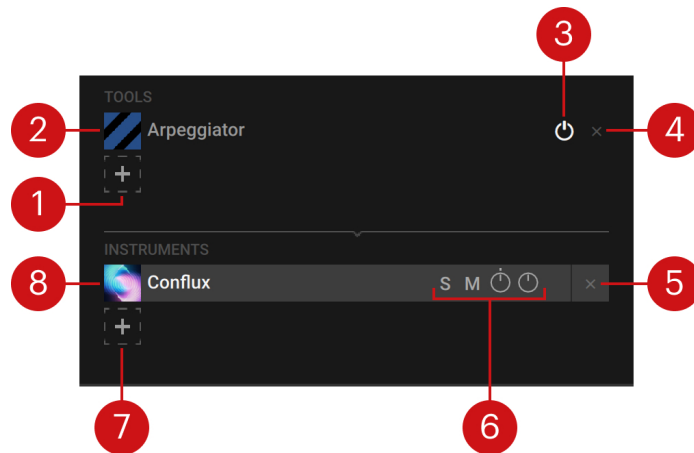 3
TOOLS
2
Arpeggiator
4
1
INSTRUMENTS
8
Conflux
S M
5
7
6